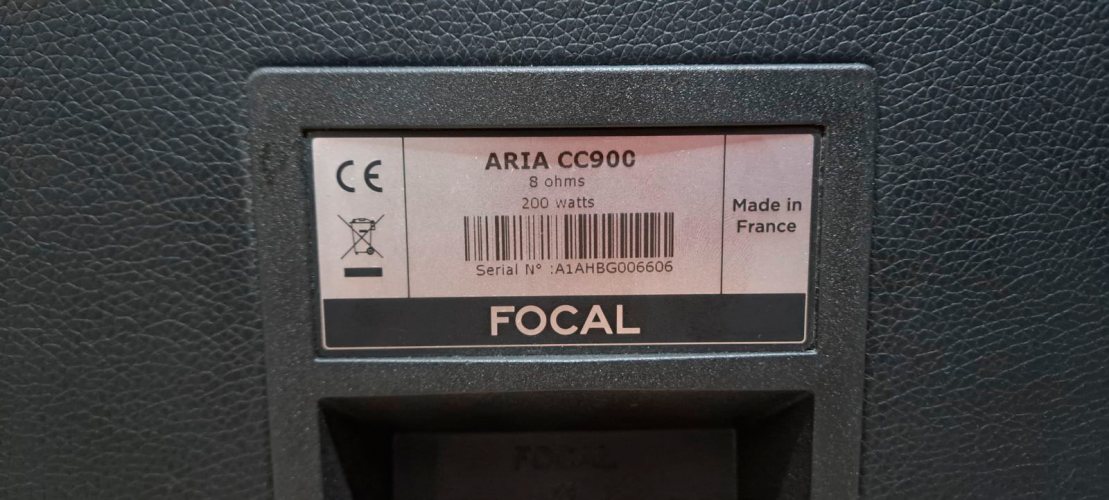 CE
ARIA CC900
8 ohms
200 watts
Serial N° :A1AHBG006606
Made in
France
FOCAL
FOCAL